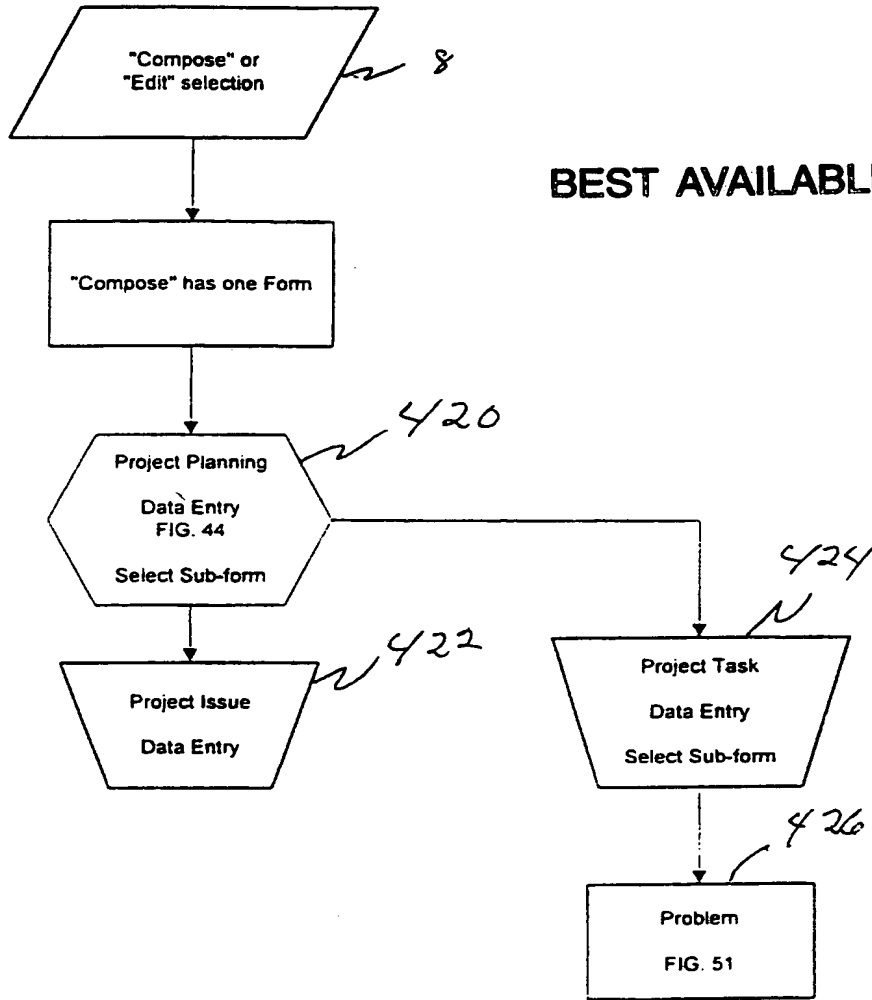 "Compose" or
"Edit" selection
8
BEST AVAILABL
"Compose" has one Form
420
Project Planning
Data Entry
FIG. 44
Select Sub-form
422
Project Issue
Data Entry
424
Project Task
Data Entry
Select Sub-form
426
Problem
FIG. 51